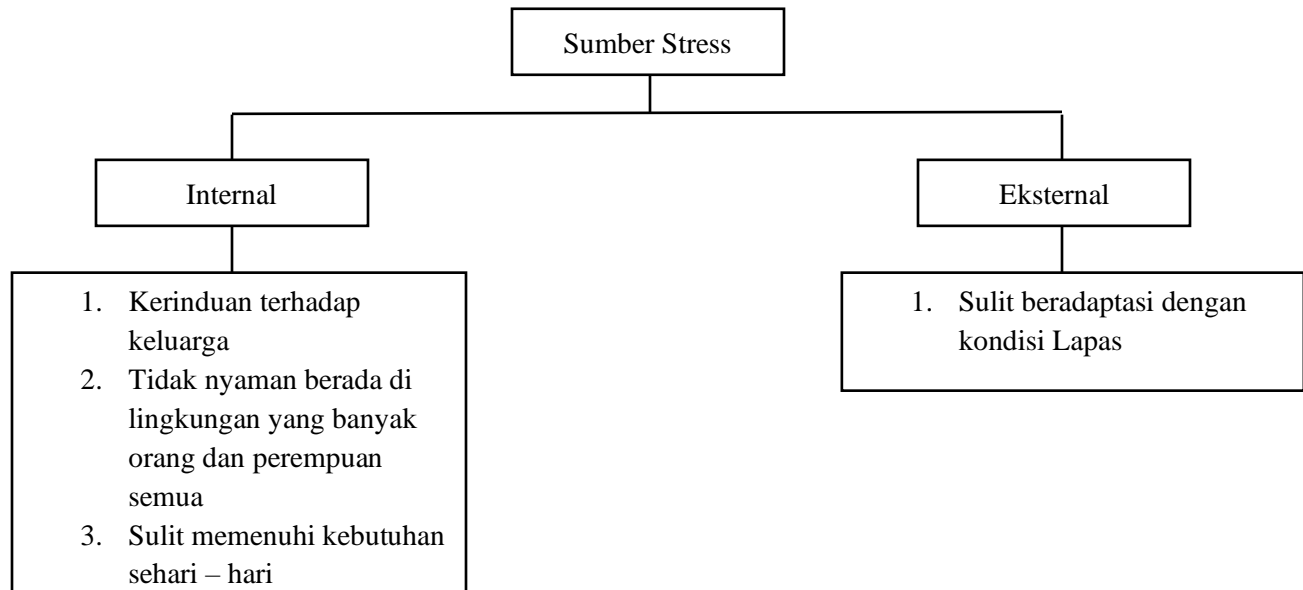 Sumber Stress
Internal
Eksternal
1. Kerinduan terhadap
keluarga
2. Tidak nyaman berada di
lingkungan yang banyak
orang dan perempuan
semua
3. Sulit memenuhi kebutuhan
sehari – hari
1. Sulit beradaptasi dengan
kondisi Lapas